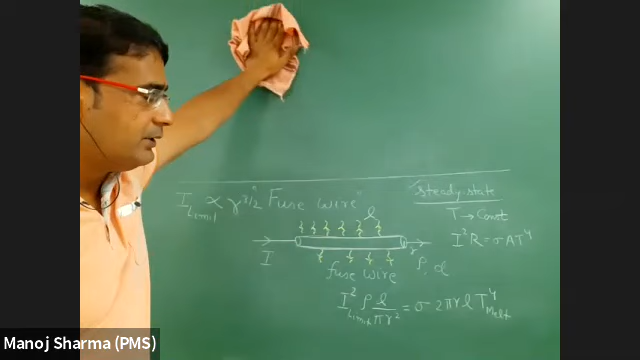 I_Limit ∝ r^3/2 "Fuse wire"
steady-state
T → Const
I²R = σAT⁴
l
r
I
ρ, α
fuse wire
I²_Limit ρ l/πr² = σ 2πr l T⁴_Melt
Manoj Sharma (PMS)